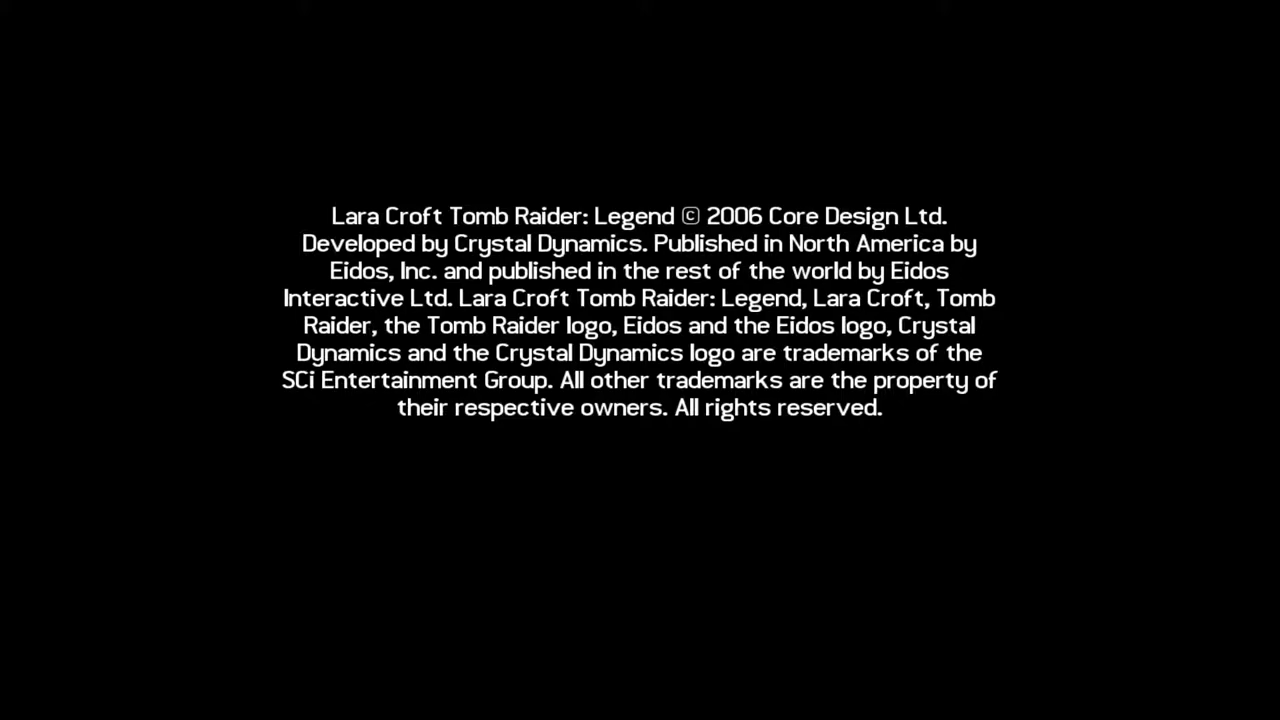 Lara Croft Tomb Raider: Legend © 2006 Core Design Ltd.
Developed by Crystal Dynamics. Published in North America by
Eidos, Inc. and published in the rest of the world by Eidos
Interactive Ltd. Lara Croft Tomb Raider: Legend, Lara Croft, Tomb
Raider, the Tomb Raider logo, Eidos and the Eidos logo, Crystal
Dynamics and the Crystal Dynamics logo are trademarks of the
SCi Entertainment Group. All other trademarks are the property of
their respective owners. All rights reserved.